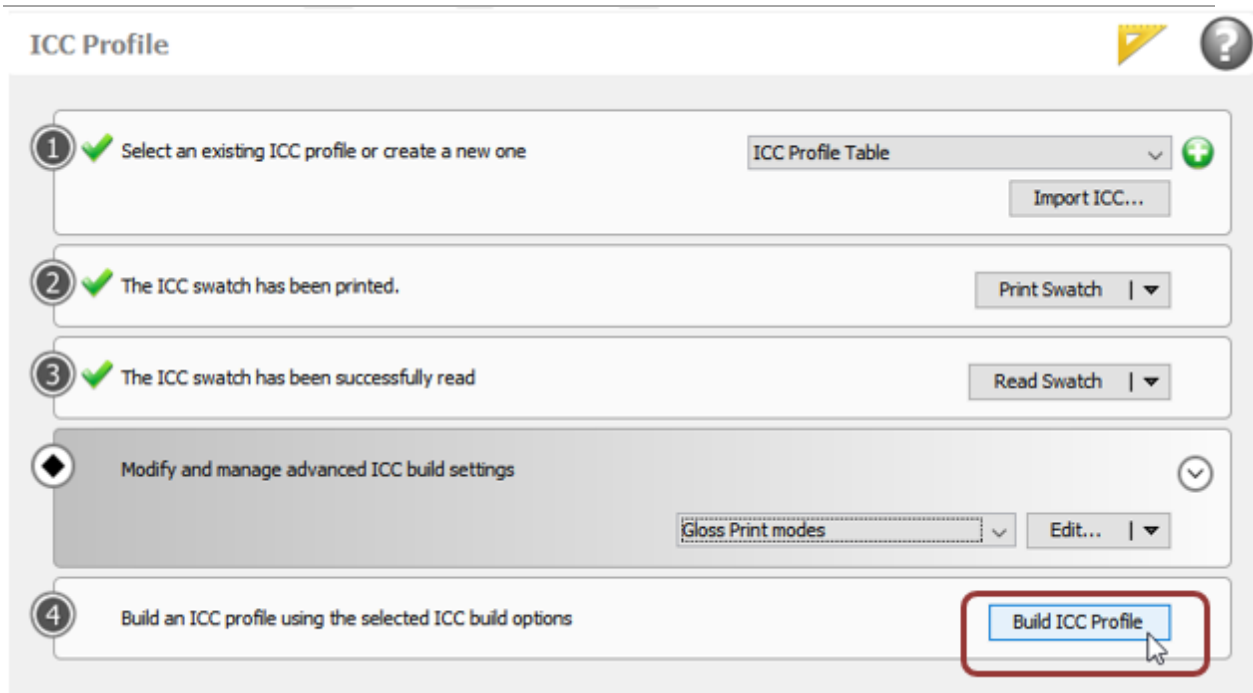 ICC Profile
?
1 Select an existing ICC profile or create a new one ICC Profile Table
Import ICC...
2 The ICC swatch has been printed. Print Swatch
3 The ICC swatch has been successfully read Read Swatch
Modify and manage advanced ICC build settings
Gloss Print modes Edit...
4 Build an ICC profile using the selected ICC build options Build ICC Profile